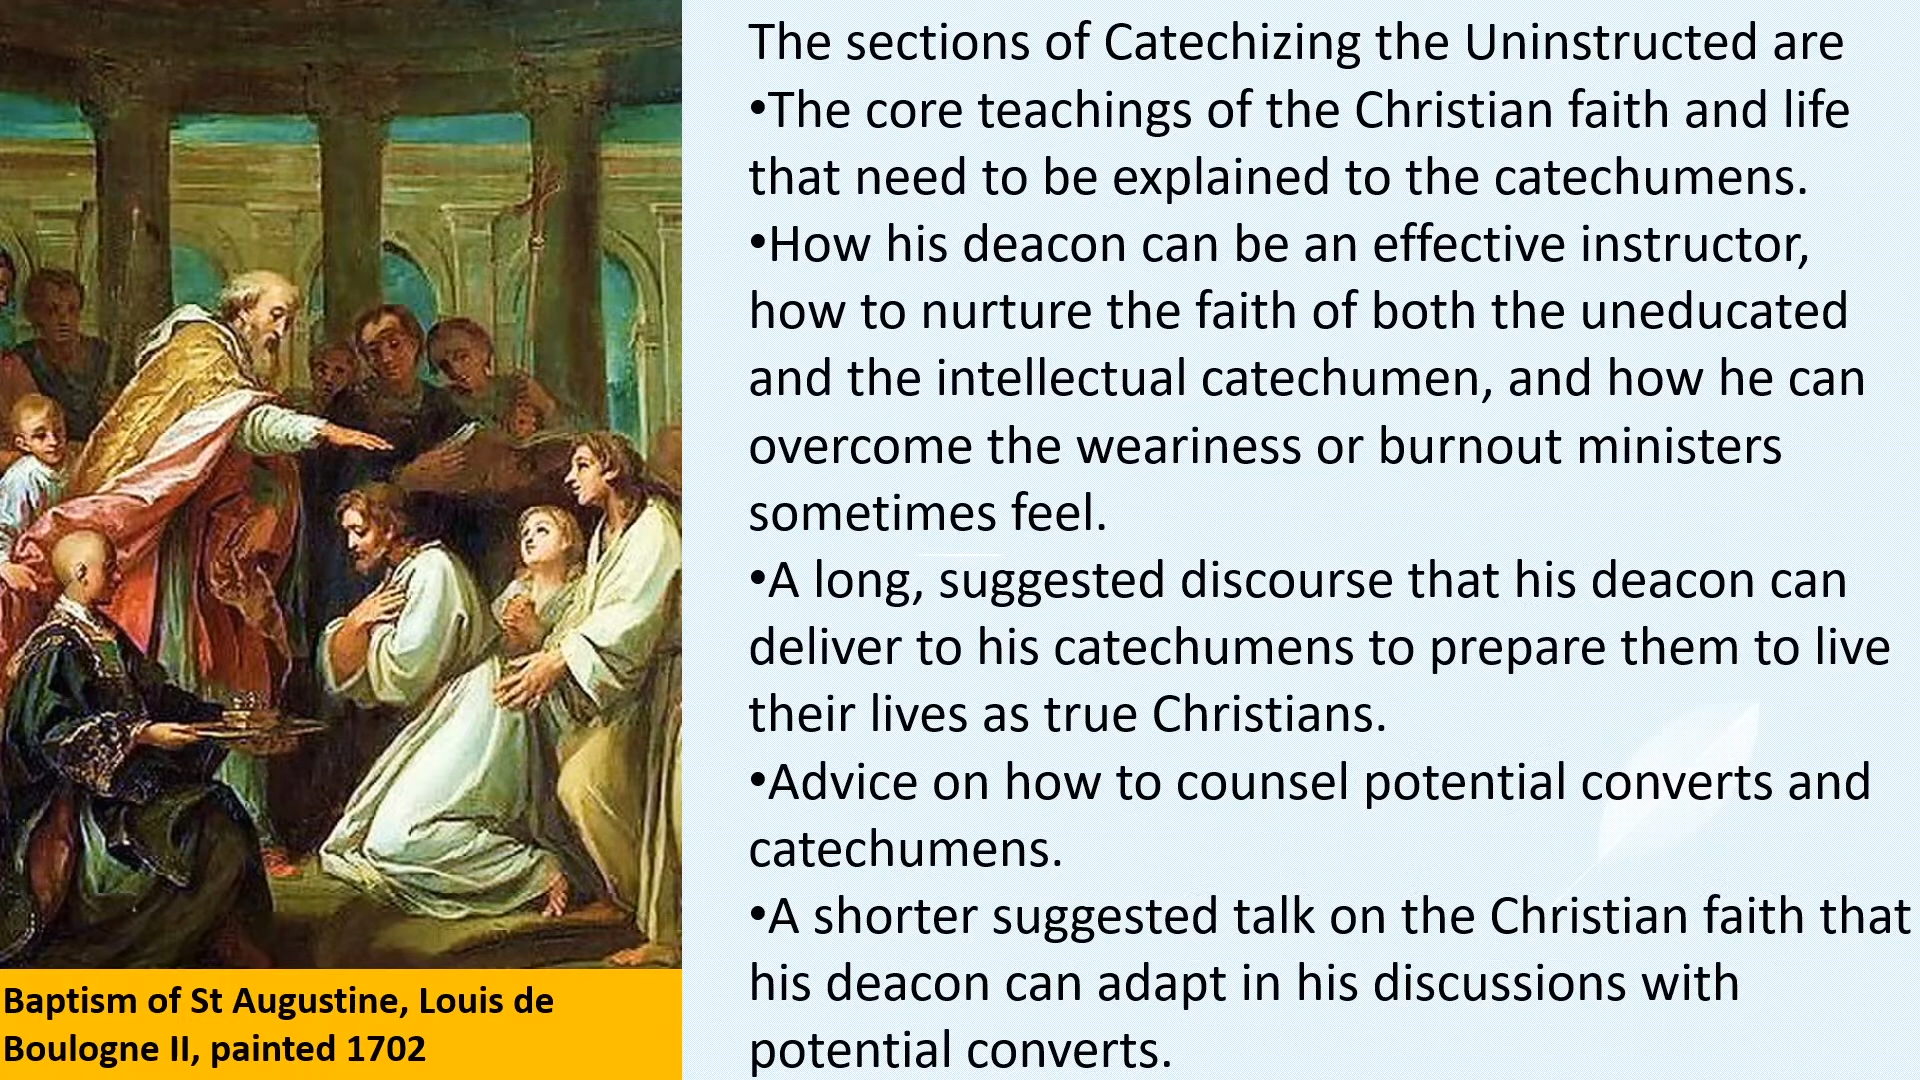 The sections of Catechizing the Uninstructed are
•The core teachings of the Christian faith and life
that need to be explained to the catechumens.
•How his deacon can be an effective instructor,
how to nurture the faith of both the uneducated
and the intellectual catechumen, and how he can
overcome the weariness or burnout ministers
sometimes feel.
•A long, suggested discourse that his deacon can
deliver to his catechumens to prepare them to live
their lives as true Christians.
•Advice on how to counsel potential converts and
catechumens.
•A shorter suggested talk on the Christian faith that
his deacon can adapt in his discussions with
potential converts.
Baptism of St Augustine, Louis de
Boulogne II, painted 1702